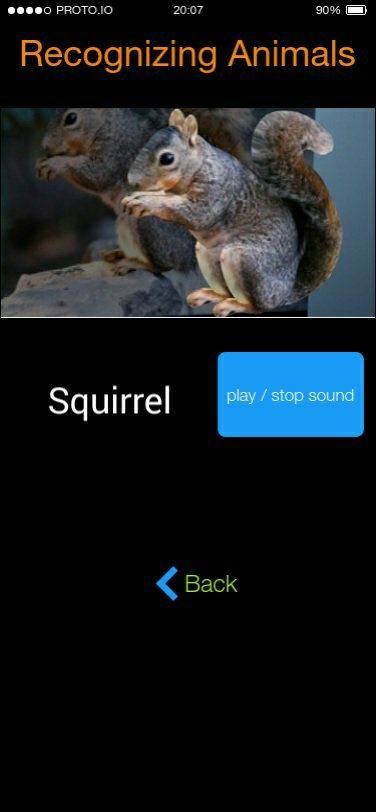 PROTO.IO 20:07 90%
Recognizing Animals
Squirrel
play / stop sound
Back